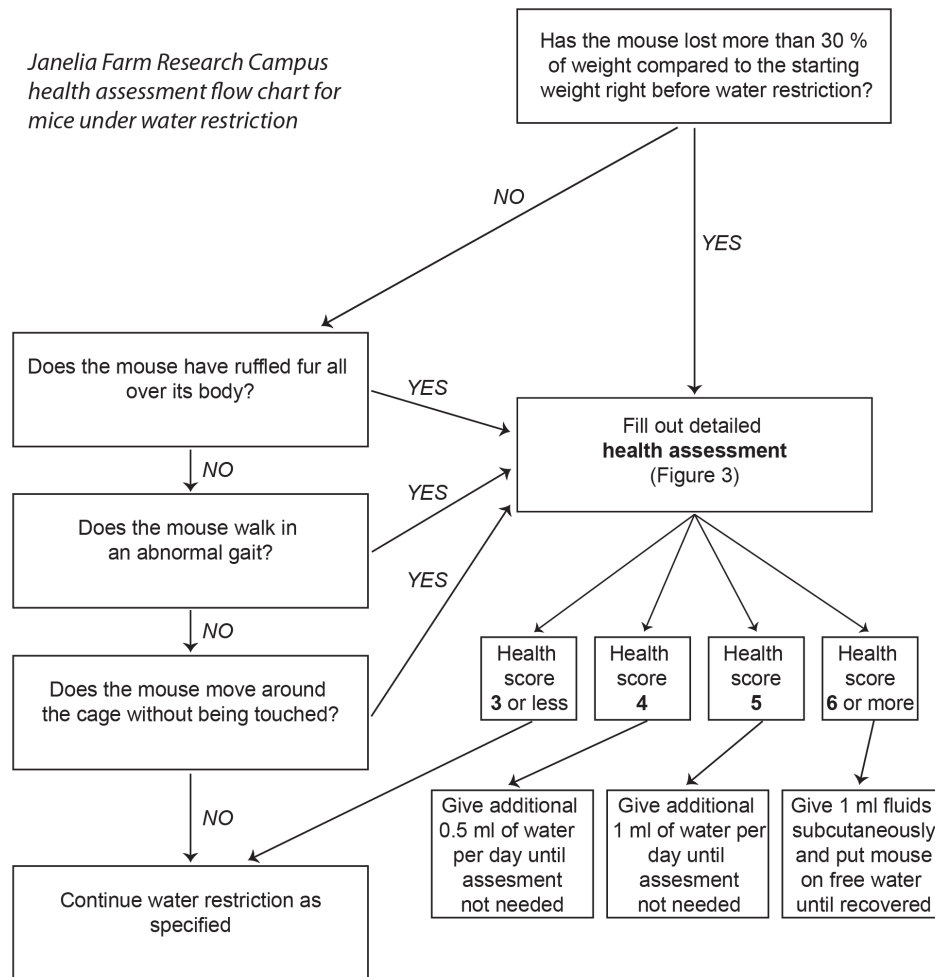 Janelia Farm Research Campus
health assessment flow chart for
mice under water restriction
Has the mouse lost more than 30 %
of weight compared to the starting
weight right before water restriction?
NO
YES
Does the mouse have ruffled fur all
over its body?
YES
Fill out detailed
health assessment
(Figure 3)
NO
Does the mouse walk in
an abnormal gait?
YES
NO
Does the mouse move around
the cage without being touched?
YES
NO
Health
score
3 or less
Health
score
4
Health
score
5
Health
score
6 or more
Give additional
0.5 ml of water
per day until
assesment
not needed
Give additional
1 ml of water per
day until
assesment
not needed
Give 1 ml fluids
subcutaneously
and put mouse
on free water
until recovered
Continue water restriction as
specified